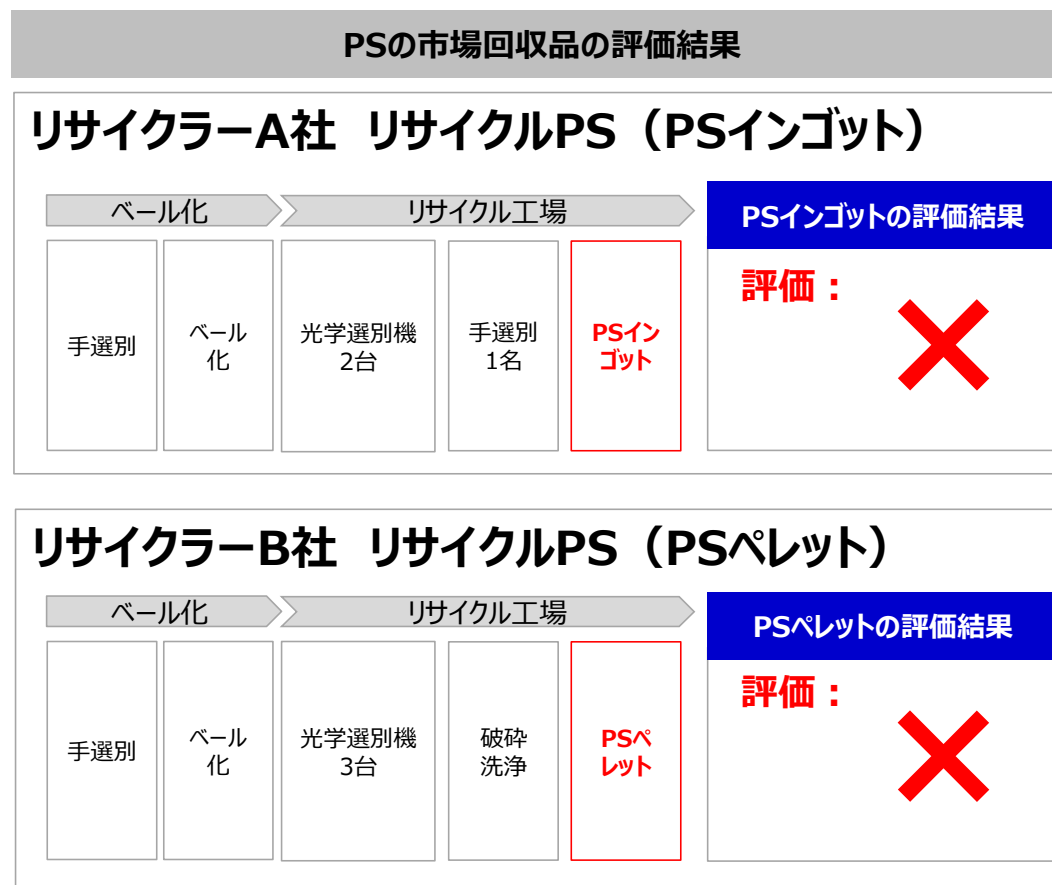 PSの市場回収品の評価結果
リサイクラーA社 リサイクルPS（PSインゴット）
ベール化
リサイクル工場
PSインゴットの評価結果
手選別
ベール
化
光学選別機
2台
手選別
1名
PSイン
ゴット
評価：
リサイクラーB社 リサイクルPS（PSペレット）
ベール化
リサイクル工場
PSペレットの評価結果
手選別
ベール
化
光学選別機
3台
破砕
洗浄
PSペ
レット
評価：